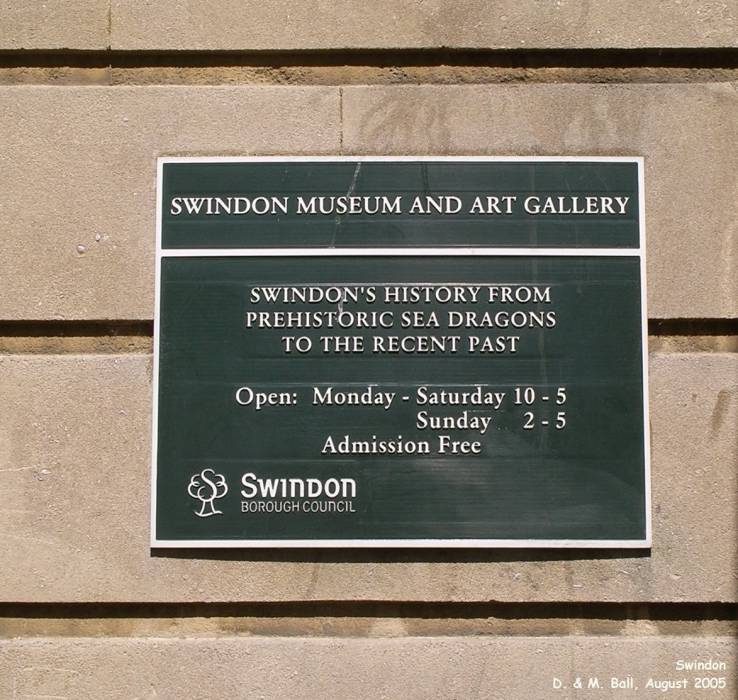 SWINDON MUSEUM AND ART GALLERY
SWINDON'S HISTORY FROM
PREHISTORIC SEA DRAGONS
TO THE RECENT PAST
Open: Monday - Saturday 10 - 5
Sunday 2 - 5
Admission Free
SWINDON
BOROUGH COUNCIL
Swindon
D. & M. Ball, August 2005